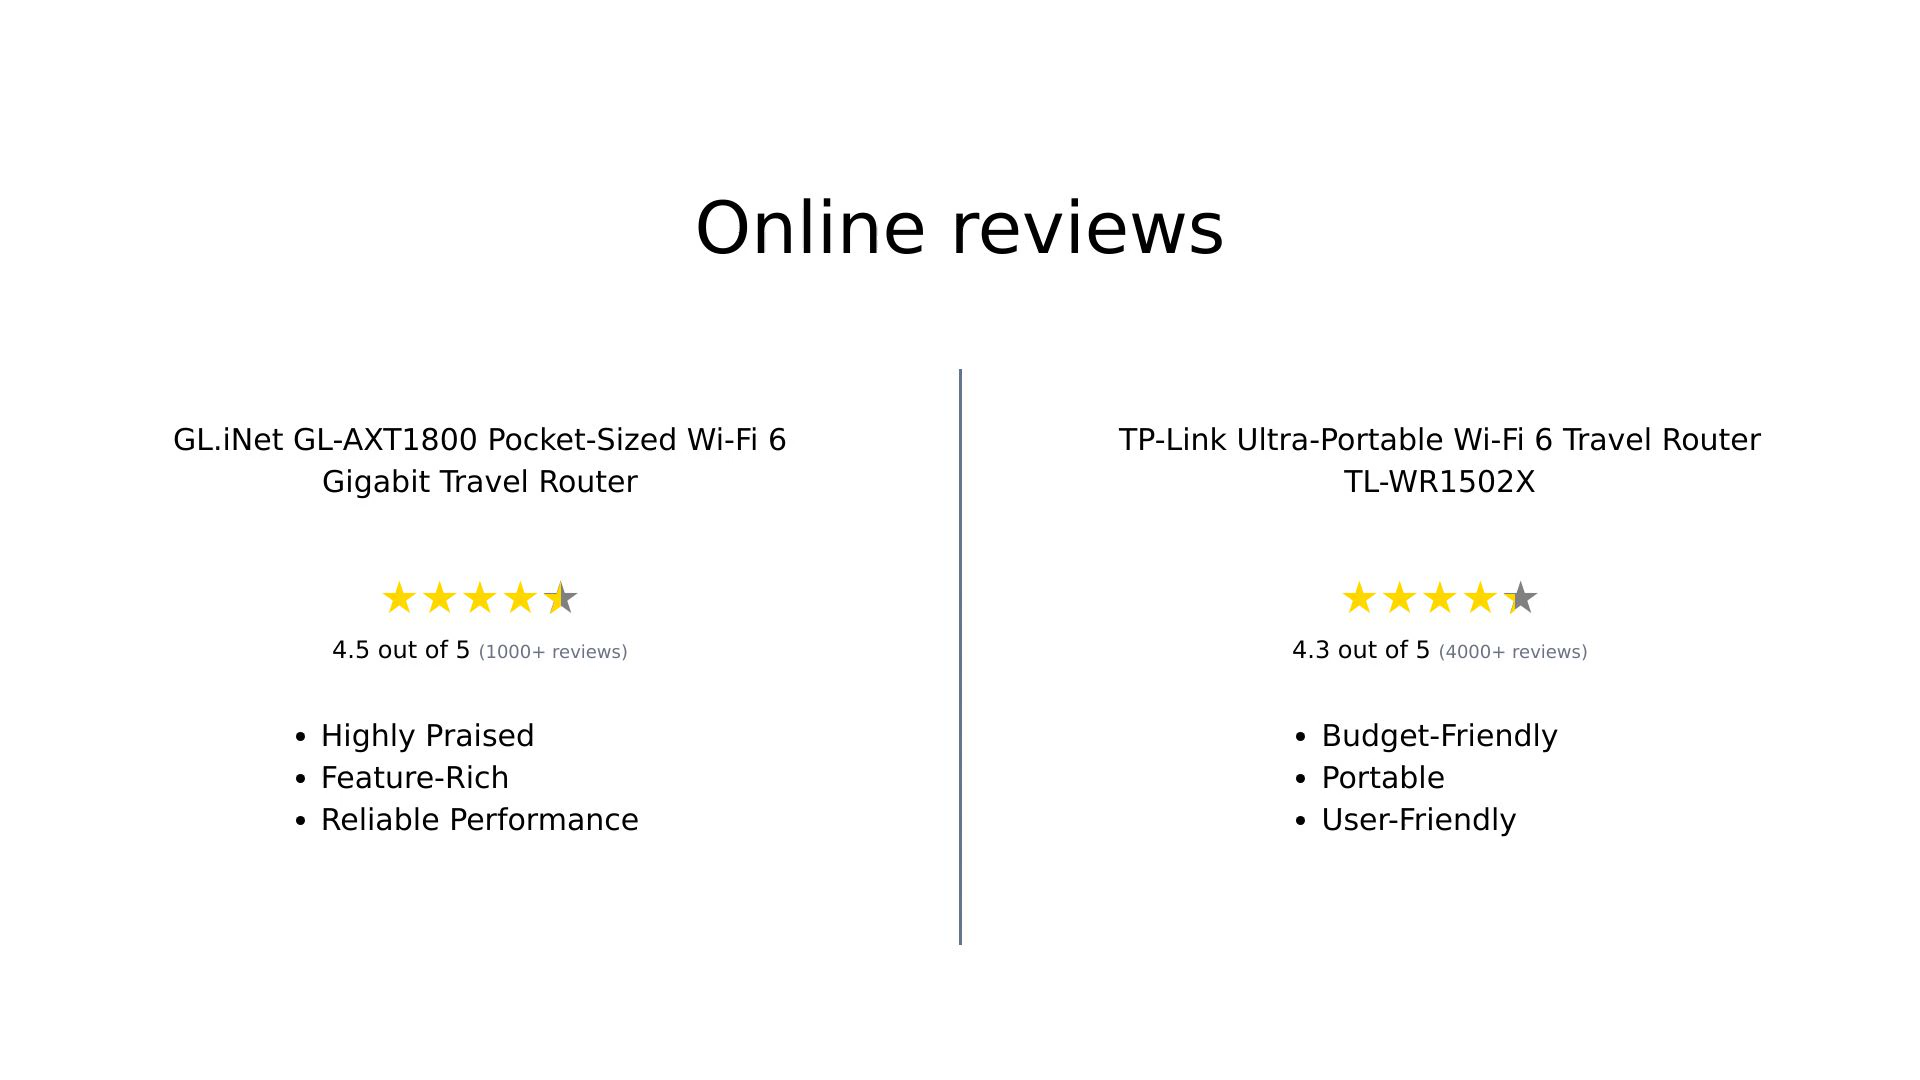 Online reviews
GL.iNet GL-AXT1800 Pocket-Sized Wi-Fi 6
Gigabit Travel Router
4.5 out of 5 (1000+ reviews)
• Highly Praised
• Feature-Rich
• Reliable Performance
TP-Link Ultra-Portable Wi-Fi 6 Travel Router
TL-WR1502X
4.3 out of 5 (4000+ reviews)
• Budget-Friendly
• Portable
• User-Friendly